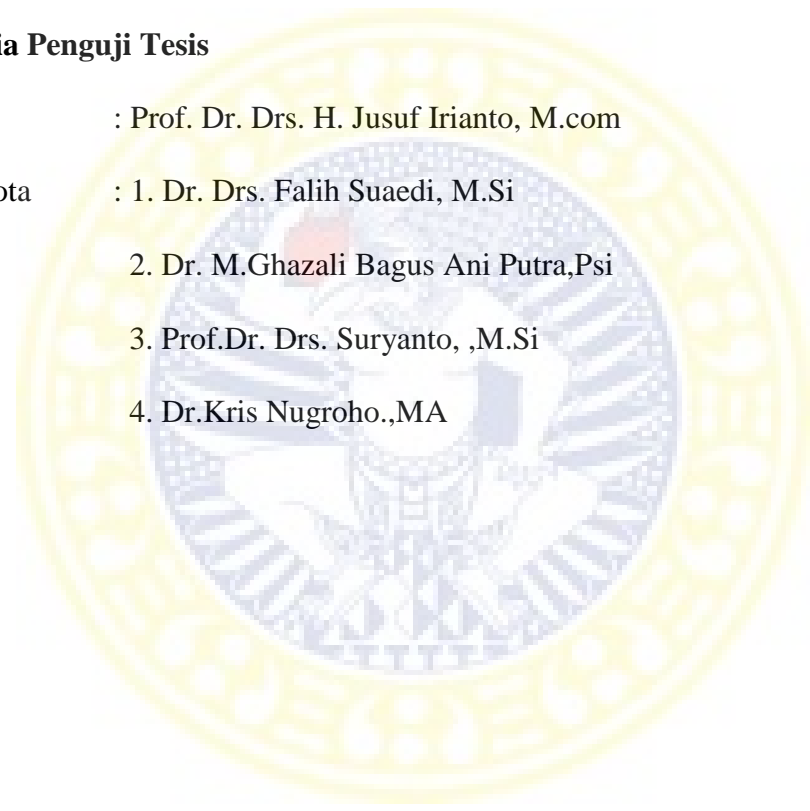 ia Penguji Tesis
: Prof. Dr. Drs. H. Jusuf Irianto, M.com
ota : 1. Dr. Drs. Falih Suaedi, M.Si
2. Dr. M.Ghazali Bagus Ani Putra,Psi
3. Prof.Dr. Drs. Suryanto, ,M.Si
4. Dr.Kris Nugroho.,MA